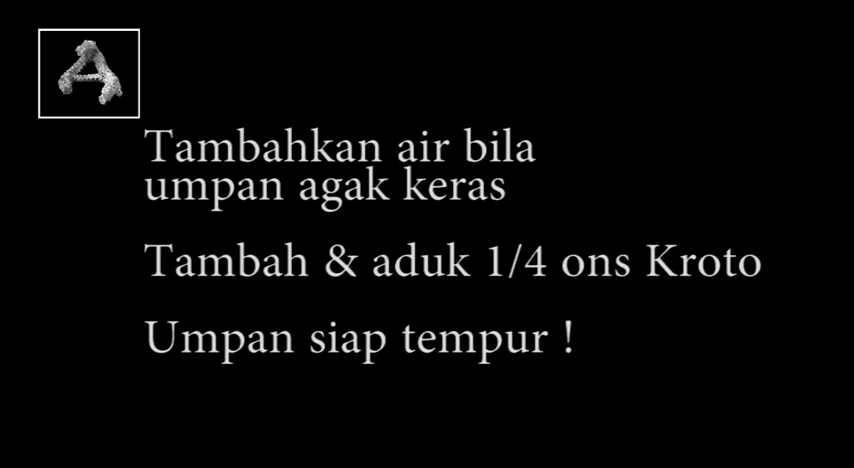 A
Tambahkan air bila
umpan agak keras
Tambah & aduk 1/4 ons Kroto
Umpan siap tempur !